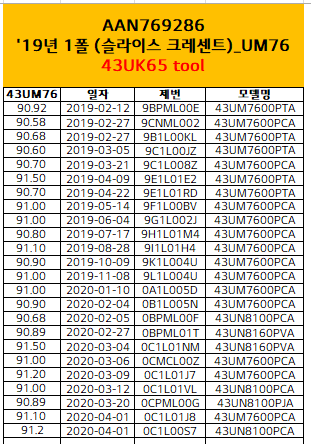 AAN769286
'19년 1폴 (슬라이스 크레센트)_UM76
43UK65 tool
43UM76 일자 제번 모델명
90.92 2019-02-12 9BPML00E 43UM7600PTA
90.58 2019-02-27 9CNML002 43UM7600PCA
90.68 2019-02-27 9B1L00KL 43UM7600PTA
90.60 2019-03-05 9C1L00JZ 43UM7600PTA
90.70 2019-03-21 9C1L008Z 43UM7600PCA
91.50 2019-04-09 9E1L01E2 43UM7600PTA
90.70 2019-04-22 9E1L01RD 43UM7600PTA
91.00 2019-05-14 9F1L00BV 43UM7600PCA
91.00 2019-06-04 9G1L002J 43UM7600PCA
90.80 2019-07-17 9H1L01M4 43UM7600PCA
91.10 2019-08-28 9I1L01H4 43UM7600PCA
90.90 2019-10-09 9K1L004U 43UM7600PCA
91.00 2019-11-08 9L1L004U 43UM7600PCA
91.00 2020-01-10 0A1L005D 43UM7600PCA
90.90 2020-02-04 0B1L005N 43UM7600PCA
90.68 2020-02-05 0BPML00F 43UN8100PCA
90.89 2020-02-27 0BPML01T 43UN8160PVA
91.50 2020-03-04 0C1L01NM 43UN8160PVA
91.00 2020-03-06 0CMCL00Z 43UM7600PCA
91.20 2020-03-09 0C1L01J7 43UM7600PCA
91.00 2020-03-12 0C1L01VL 43UN8100PCA
90.89 2020-03-20 0CPML00G 43UN8100PJA
91.10 2020-04-01 0C1L01J8 43UM7600PCA
91.2 2020-04-01 0C1L00S7 43UN8100PCA